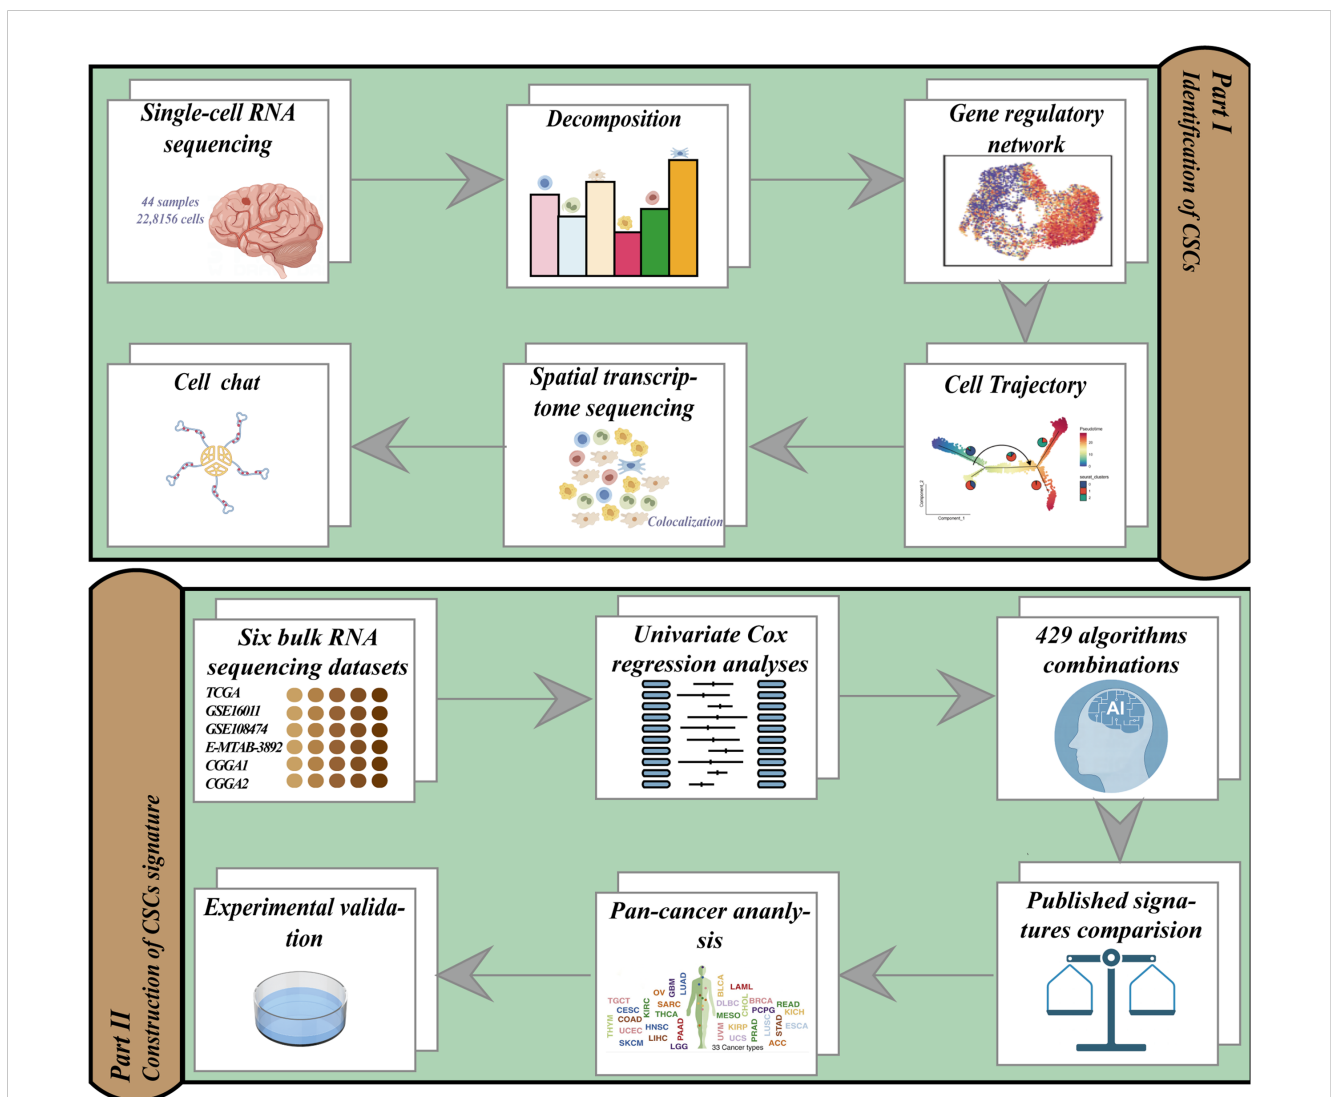 Part I
Identification of CSCs
Single-cell RNA
sequencing
44 samples
22,8156 cells
Decomposition
Gene regulatory
network
Cell Trajectory
Pseudotime
Component_2
Component_1
Spatial transcrip-
tome sequencing
Colocalization
Cell chat
Part II
Construction of CSCs signature
Six bulk RNA
sequencing datasets
TCGA
GSE16011
GSE108474
E-MTAB-3892
CGGA1
CGGA2
Univariate Cox
regression analyses
429 algorithms
combinations
AI
Published signa-
tures comparision
Pan-cancer ananly-
sis
TGCT
THYM
CESC
COAD
UCEC
SKCM
KIRC
OV
SARC
THCA
HNSC
LIHC
GBM
LUAD
PAAD
LGG
BLCA
LAML
DLBC
CHOL
BRCA
PCPG
READ
KICH
MESO
UVM
KIRP
UCS
PRAD
LUSC
STAD
ESCA
ACC
33 Cancer types
Experimental valida-
tion